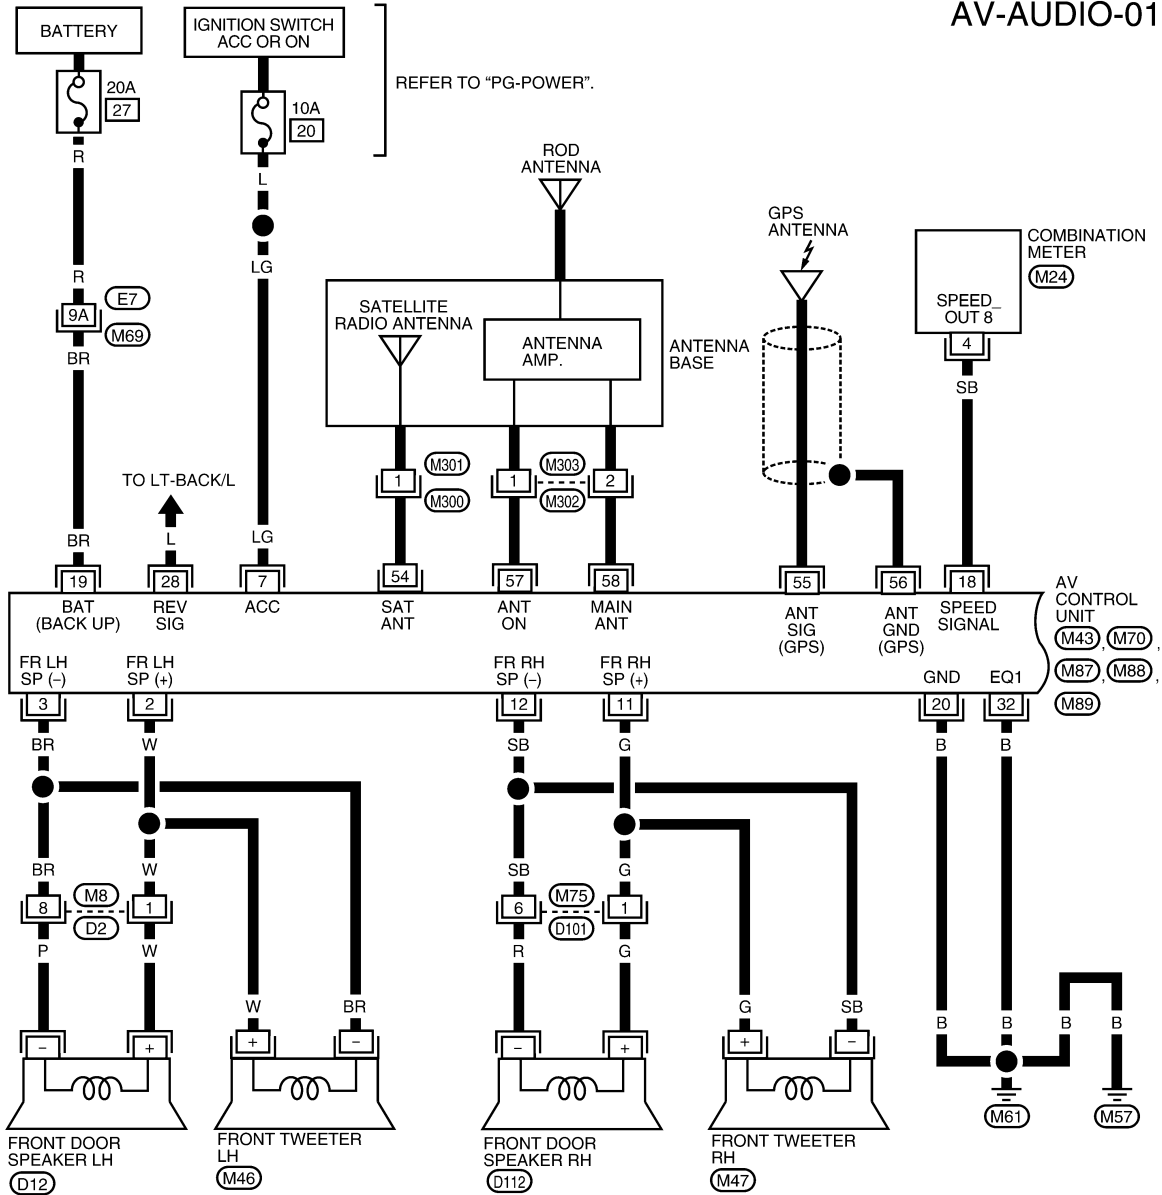 AV-AUDIO-01
BATTERY
IGNITION SWITCH
ACC OR ON
REFER TO “PG-POWER”.
20A
27
10A
20
R
L
LG
ROD
ANTENNA
GPS
ANTENNA
COMBINATION
METER
M24
SPEED_
OUT 8
4
SB
R
9A
E7
M69
BR
SATELLITE
RADIO ANTENNA
ANTENNA
AMP.
ANTENNA
BASE
TO LT-BACK/L
1
M301
M300
1
M303
M302
2
BR
L
LG
19
28
7
54
57
58
55
56
18
BAT
(BACK UP)
REV
SIG
ACC
SAT
ANT
ANT
ON
MAIN
ANT
ANT
SIG
(GPS)
ANT
GND
(GPS)
SPEED
SIGNAL
AV
CONTROL
UNIT
M43 , M70 ,
M87 , M88 ,
M89
FR LH
SP (–)
FR LH
SP (+)
FR RH
SP (–)
FR RH
SP (+)
GND
EQ1
3
2
12
11
20
32
BR
W
SB
G
B
B
BR
W
SB
G
8
M8
D2
1
6
M75
D101
1
P
W
R
G
W
BR
G
SB
B
B
B
B
–
+
+
–
–
+
+
–
M61
M57
FRONT DOOR
SPEAKER LH
D12
FRONT TWEETER
LH
M46
FRONT DOOR
SPEAKER RH
D112
FRONT TWEETER
RH
M47